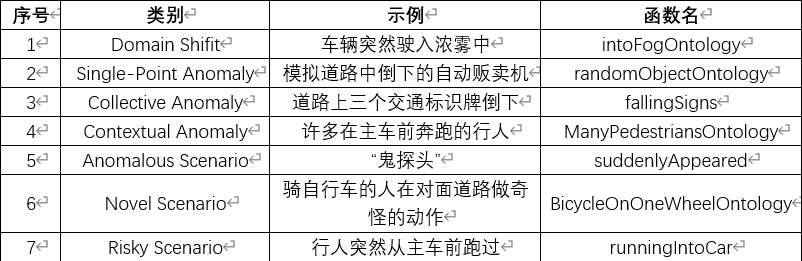 序号 类别 示例 函数名
1 Domain Shifit 车辆突然驶入浓雾中 intoFogOntology
2 Single-Point Anomaly 模拟道路中倒下的自动贩卖机 randomObjectOntology
3 Collective Anomaly 道路上三个交通标识牌倒下 fallingSigns
4 Contextual Anomaly 许多在主车前奔跑的行人 ManyPedestriansOntology
5 Anomalous Scenario “鬼探头” suddenlyAppeared
6 Novel Scenario 骑自行车的人在对面道路做奇
怪的动作 BicycleOnOneWheelOntology
7 Risky Scenario 行人突然从主车前跑过 runningIntoCar